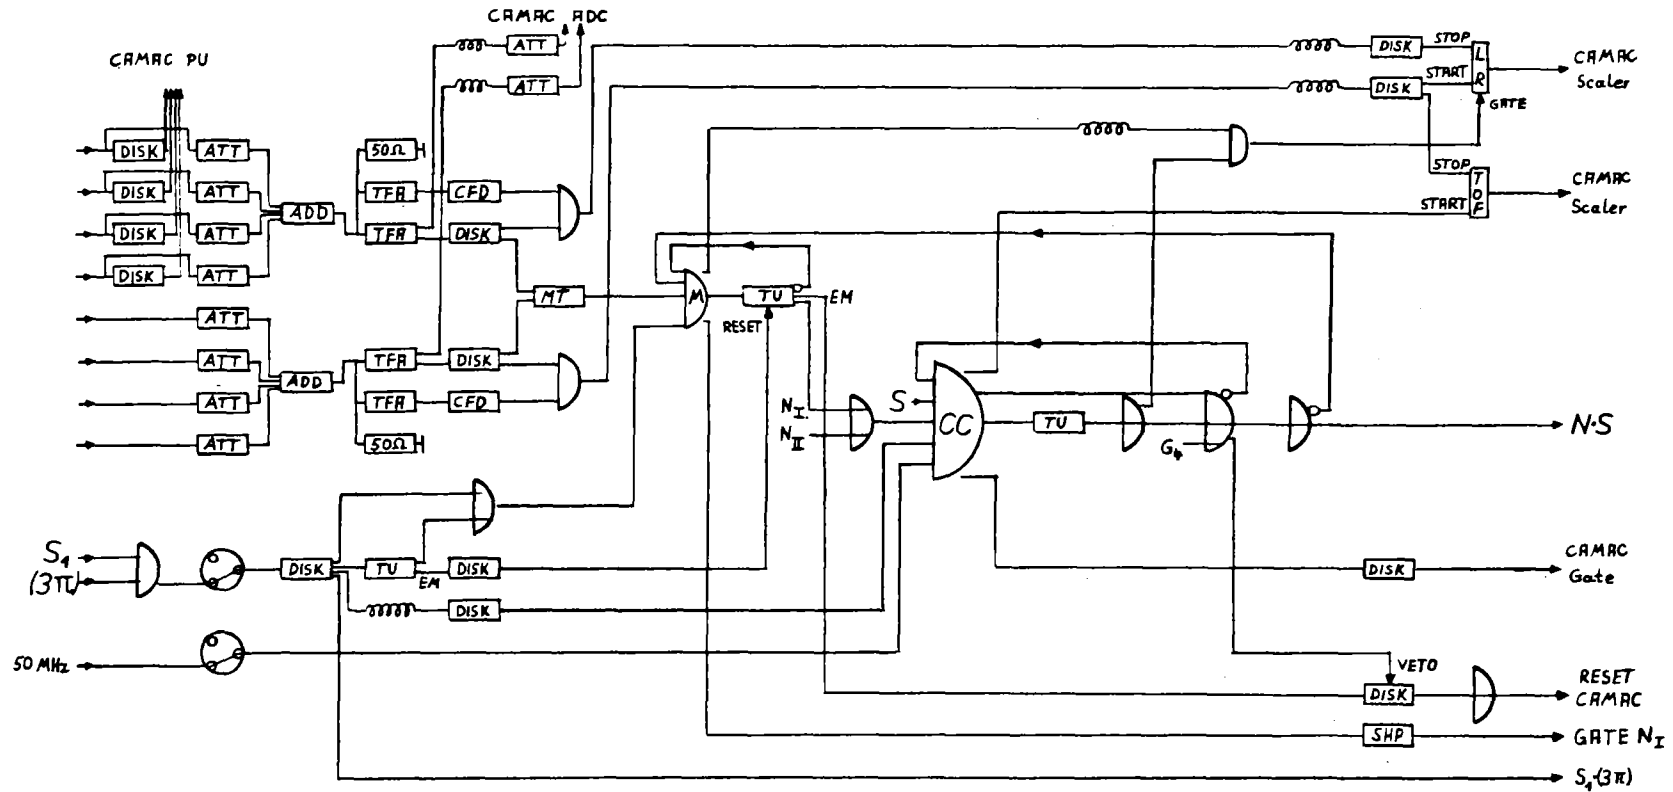 CAMAC ADC
CAMAC PU
ATT
ATT
DISK
DISK
DISK
DISK
ATT
ATT
ATT
ATT
ADD
50Ω
TFA
CFD
TFA
DISK
STOP
DISK
START
DISK
L
R
GATE
CAMAC
Scaler
STOP
START
T
O
F
CAMAC
Scaler
MT
M
TU
EM
RESET
ATT
ATT
ATT
ATT
ADD
TFA
DISK
TFA
CFD
50Ω
N_I
N_II
S
CC
TU
G_4
N·S
S_1
(3π)
DISK
TU
EM
DISK
DISK
DISK
CAMAC
Gate
50 MHz
VETO
DISK
RESET
CAMAC
SHP
GATE N_I
S_1·(3π)